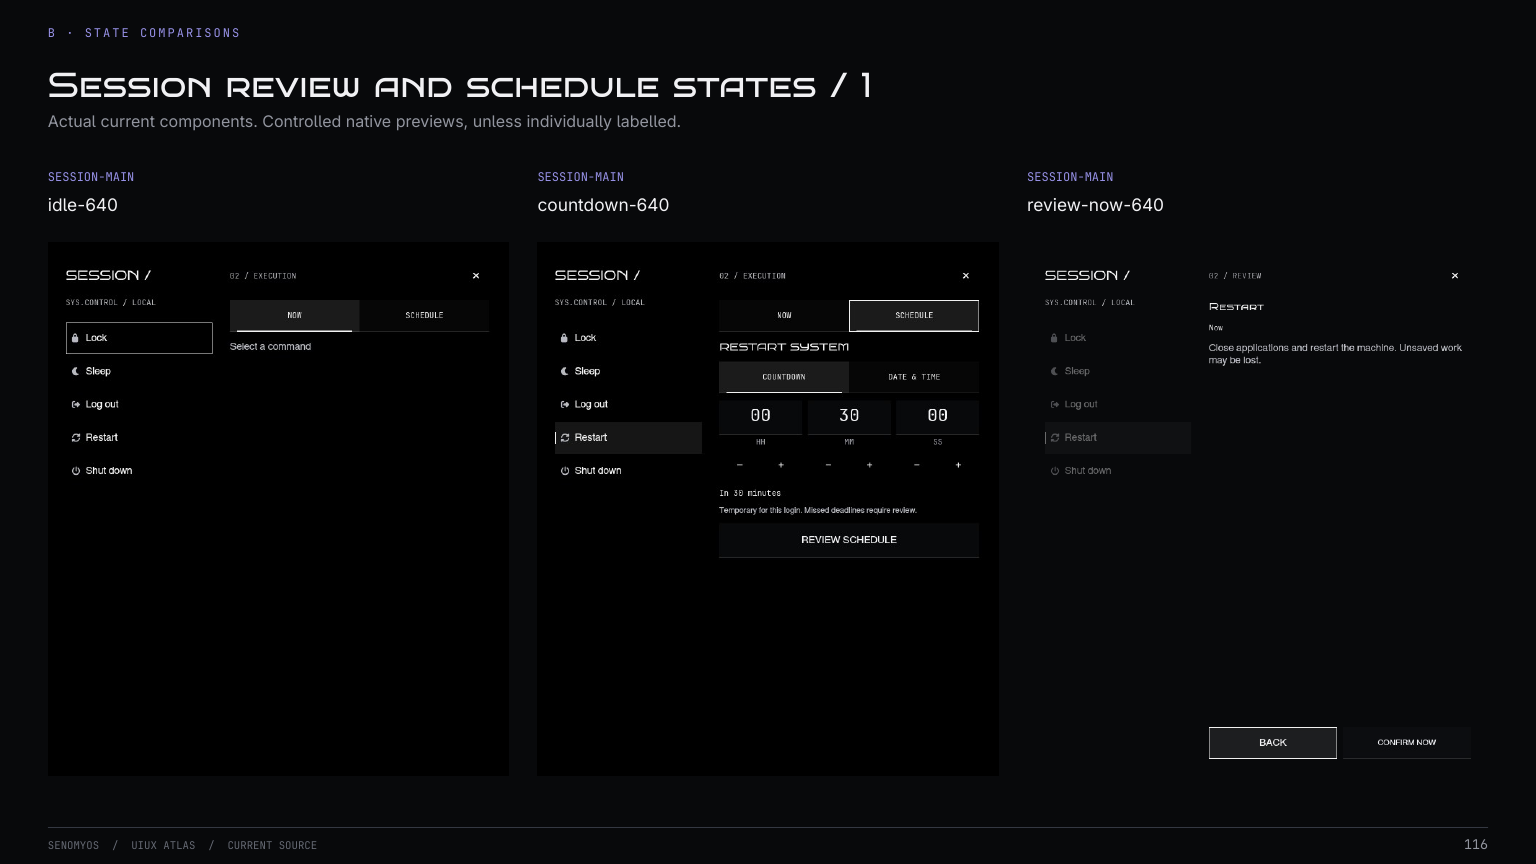 B · STATE COMPARISONS
SESSION REVIEW AND SCHEDULE STATES / 1
Actual current components. Controlled native previews, unless individually labelled.
SESSION-MAIN
idle-640
SESSION /
SYS.CONTROL / LOCAL
Lock
Sleep
Log out
Restart
Shut down
02 / EXECUTION
×
NOW
SCHEDULE
Select a command
SESSION-MAIN
countdown-640
SESSION /
SYS.CONTROL / LOCAL
Lock
Sleep
Log out
Restart
Shut down
02 / EXECUTION
×
NOW
SCHEDULE
RESTART SYSTEM
COUNTDOWN
DATE & TIME
00
30
00
HH
MM
SS
− + − + − +
In 30 minutes
Temporary for this login. Missed deadlines require review.
REVIEW SCHEDULE
SESSION-MAIN
review-now-640
SESSION /
SYS.CONTROL / LOCAL
Lock
Sleep
Log out
Restart
Shut down
02 / REVIEW
×
RESTART
Now
Close applications and restart the machine. Unsaved work
may be lost.
BACK
CONFIRM NOW
SENOMYOS / UIUX ATLAS / CURRENT SOURCE
116